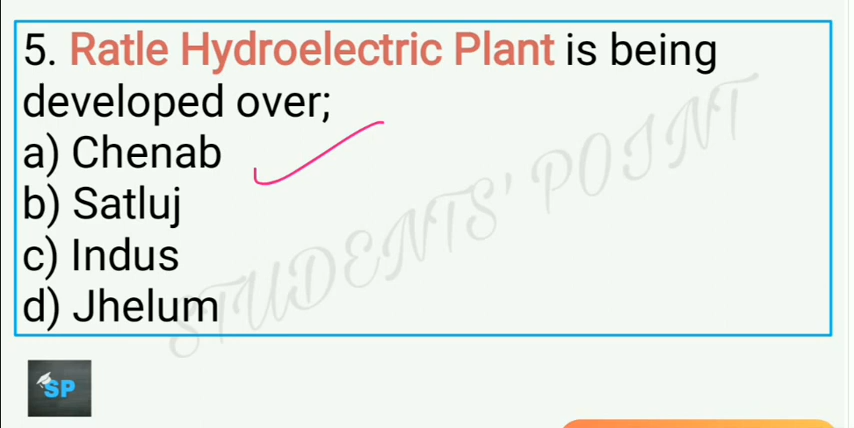 5. Ratle Hydroelectric Plant is being
developed over;
a) Chenab
b) Satluj
c) Indus
d) Jhelum
STUDENTS' POINT
SP